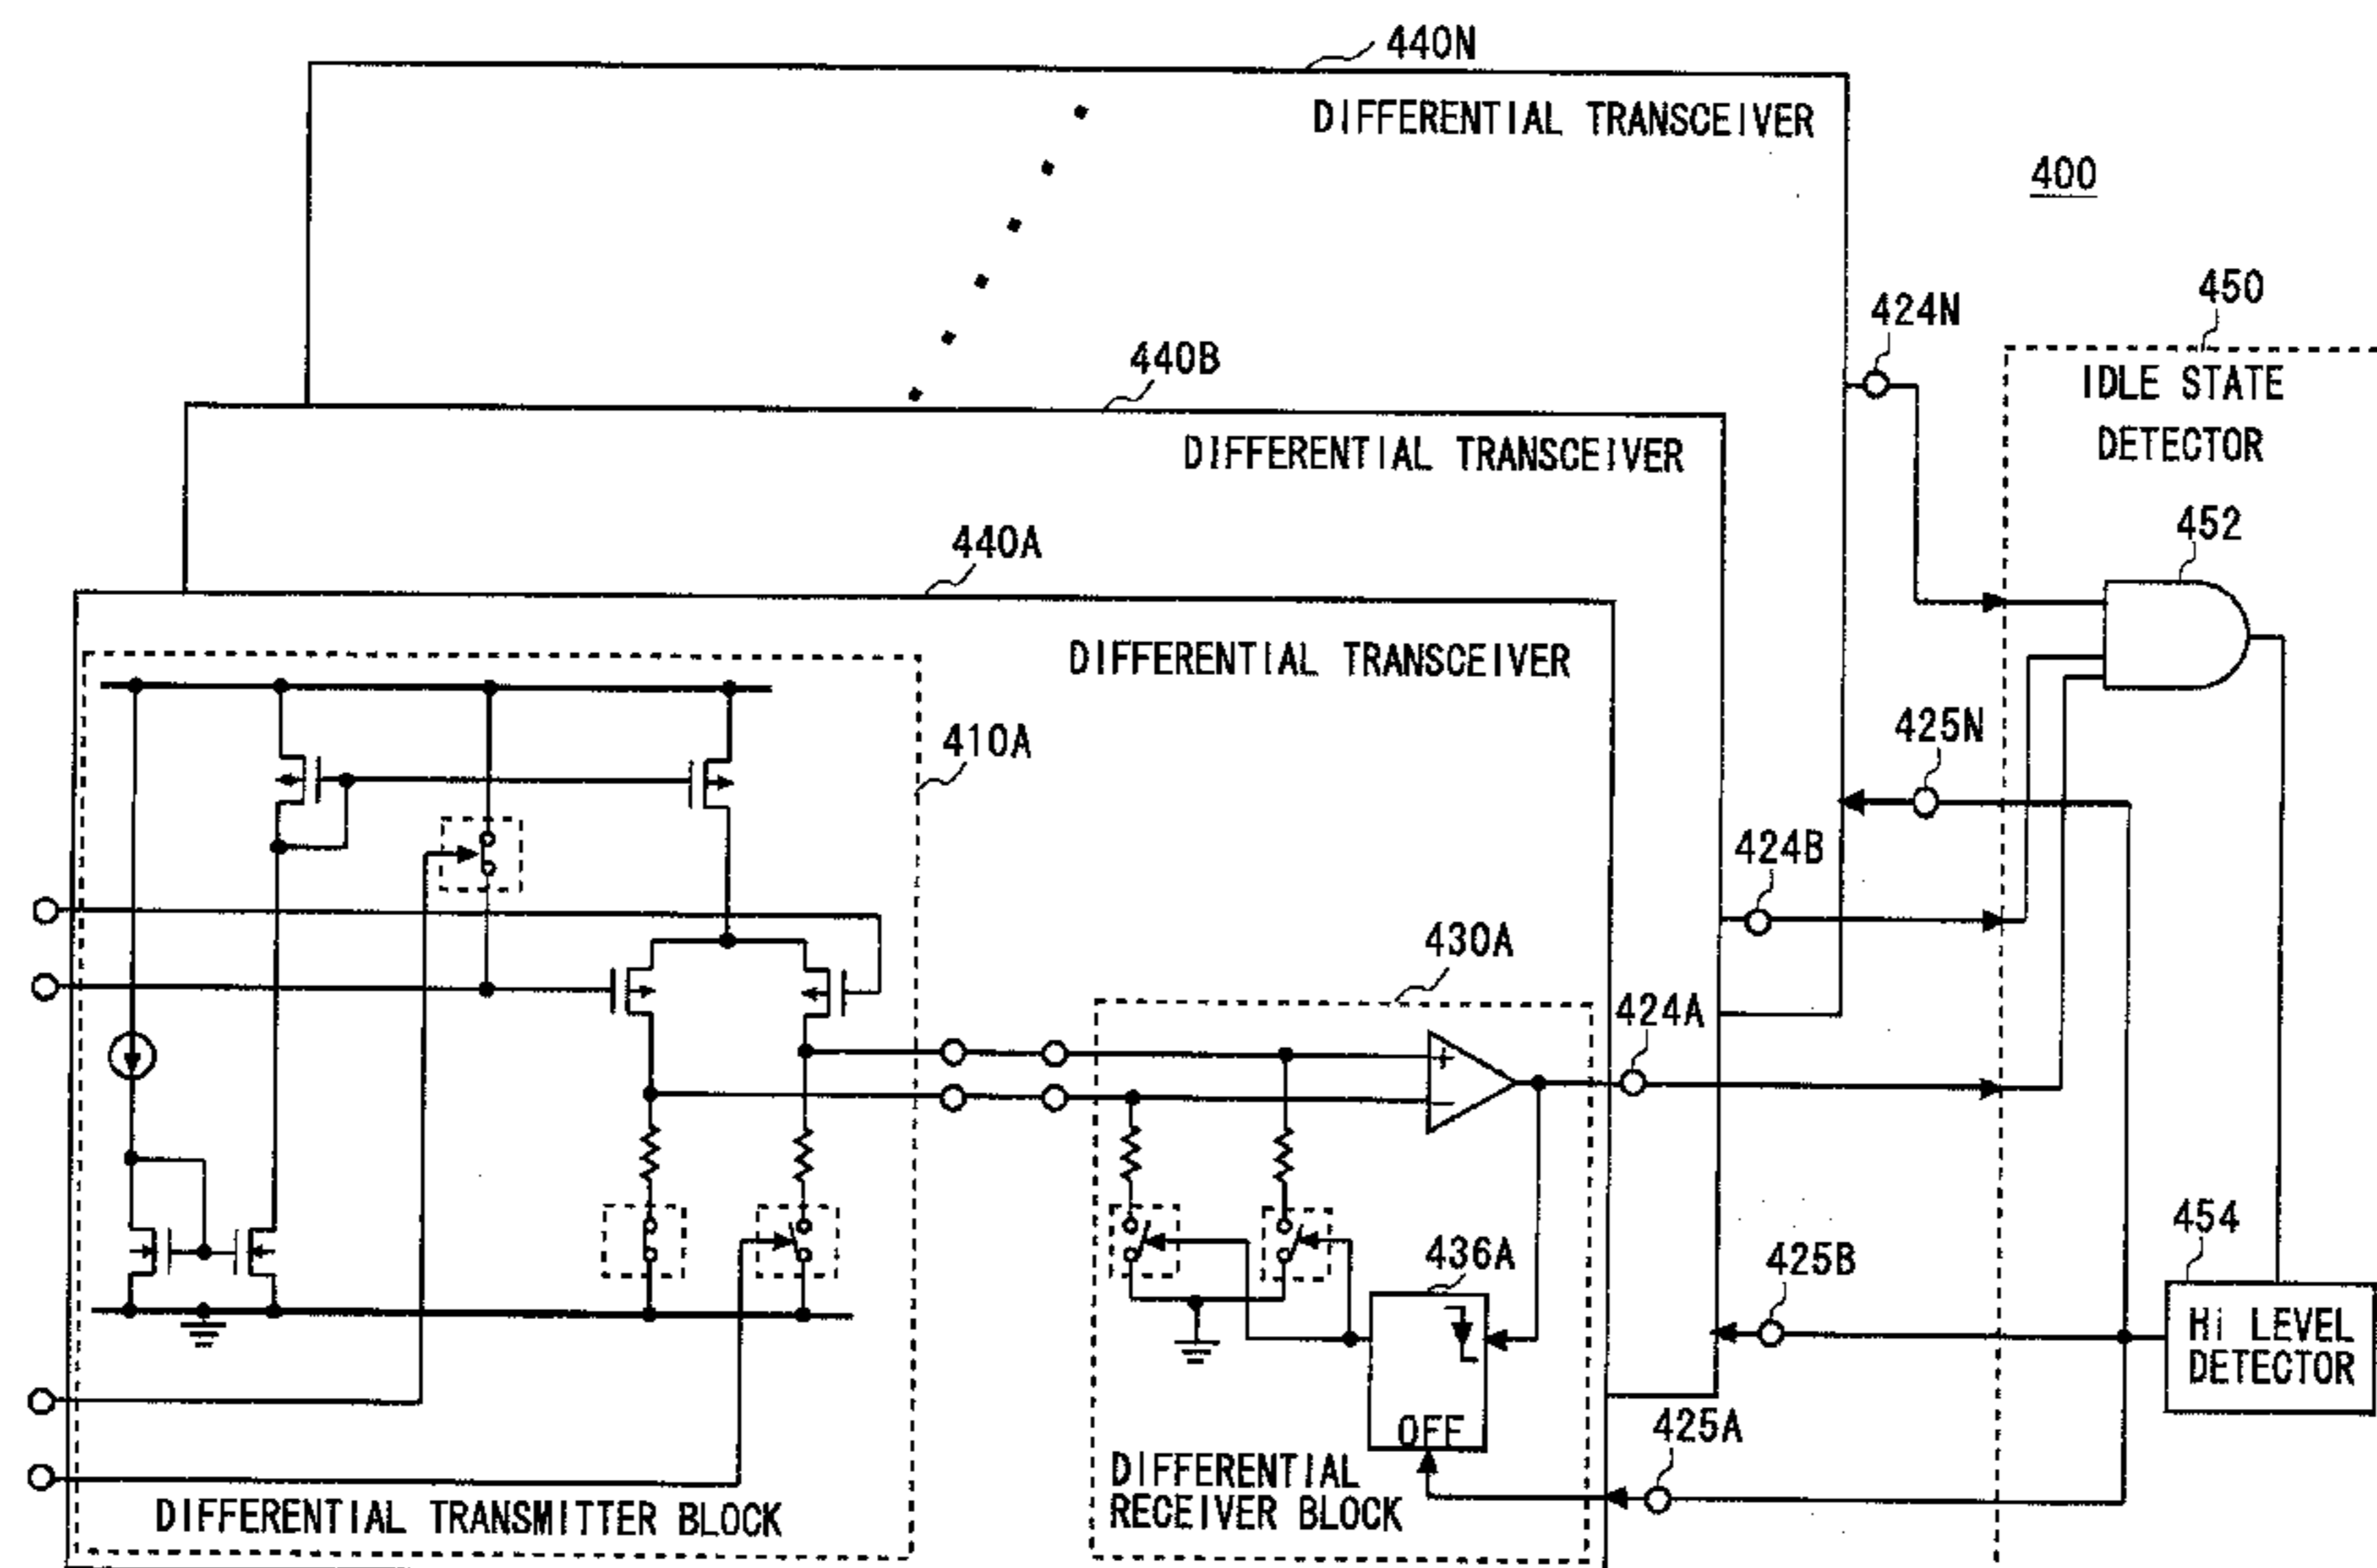 440N
DIFFERENTIAL TRANSCEIVER
400
450
424N
IDLE STATE
DETECTOR
440B
DIFFERENTIAL TRANSCEIVER
452
440A
DIFFERENTIAL TRANSCEIVER
410A
425N
424B
430A
424A
+
−
454
436A
425B
Hi LEVEL
DETECTOR
OFF
425A
DIFFERENTIAL
RECEIVER BLOCK
DIFFERENTIAL TRANSMITTER BLOCK